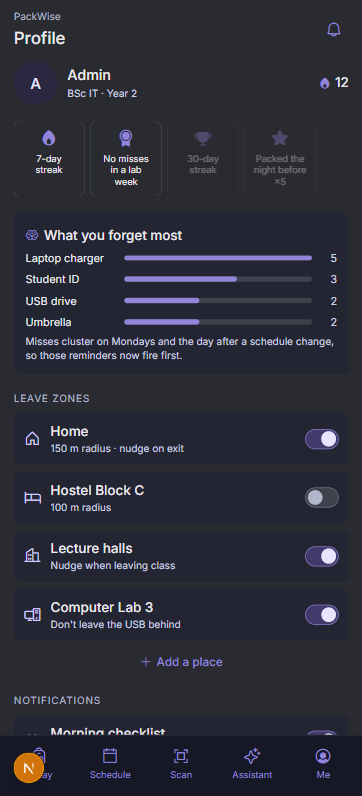 PackWise
Profile
A
Admin
BSc IT · Year 2
12
7-day
streak
No misses
in a lab
week
30-day
streak
Packed the
night before
×5
What you forget most
Laptop charger 5
Student ID 3
USB drive 2
Umbrella 2
Misses cluster on Mondays and the day after a schedule change,
so those reminders now fire first.
LEAVE ZONES
Home
150 m radius · nudge on exit
Hostel Block C
100 m radius
Lecture halls
Nudge when leaving class
Computer Lab 3
Don't leave the USB behind
+ Add a place
NOTIFICATIONS
Morning checklist
N
Schedule
Scan
Assistant
Me